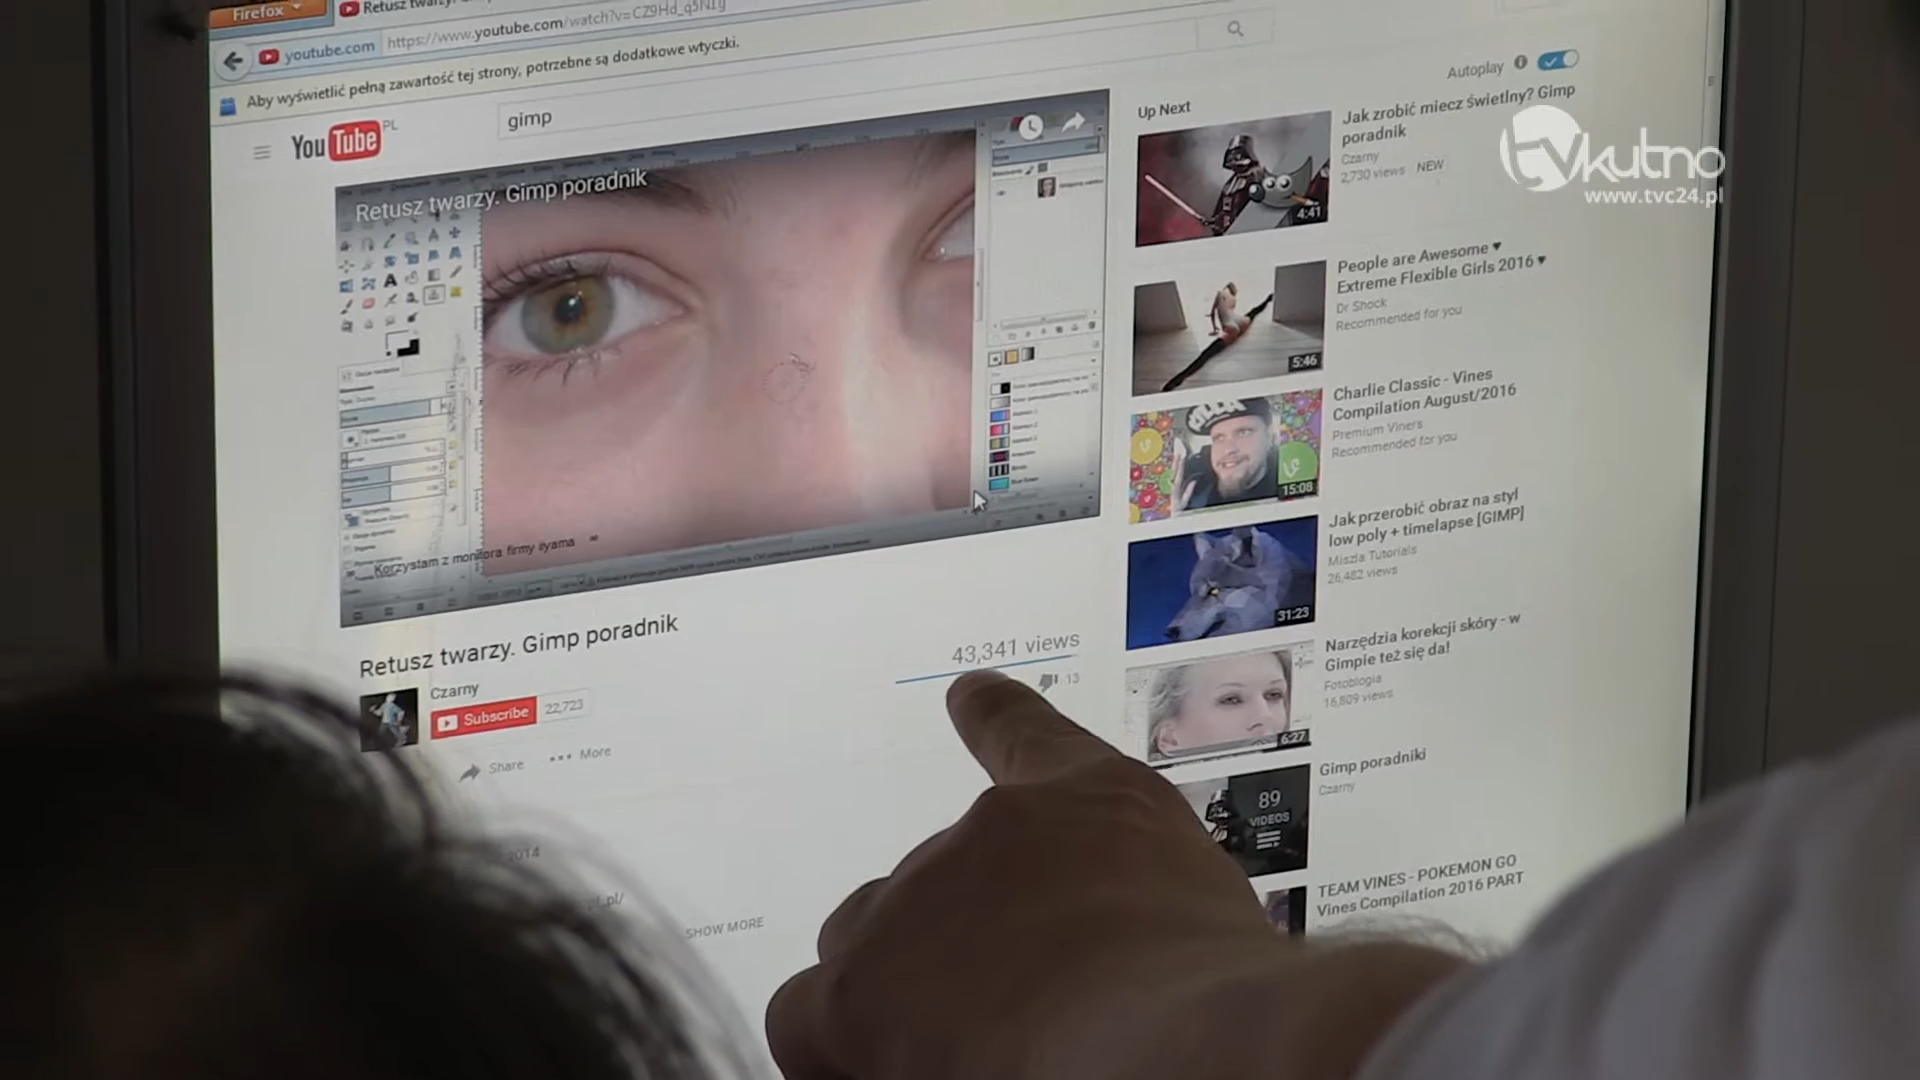 Firefox
Retusz twarzy.
youtube.com
https://www.youtube.com/watch?v=CZ9Hd_q5N1g
Aby wyświetlić pełną zawartość tej strony, potrzebne są dodatkowe wtyczki.
YouTube PL
gimp
Retusz twarzy. Gimp poradnik
Korzystam z monitora firmy iiyama
Retusz twarzy. Gimp poradnik
43,341 views
13
Czarny
Subscribe 22,723
Share
More
2014
SHOW MORE
Autoplay
Up Next
Jak zrobić miecz świetlny? Gimp
poradnik
Czarny
2,730 views NEW
4:41
People are Awesome ♥
Extreme Flexible Girls 2016 ♥
Dr Shock
Recommended for you
5:46
Charlie Classic - Vines
Compilation August/2016
Premium Viners
Recommended for you
15:08
Jak przerobić obraz na styl
low poly + timelapse [GIMP]
Miszla Tutorials
26,482 views
31:23
Narzędzia korekcji skóry - w
Gimpie też się da!
Fotoblogia
16,809 views
6:27
Gimp poradniki
Czarny
89
VIDEOS
TEAM VINES - POKEMON GO
Vines Compilation 2016 PART
tvkutno
www.tvc24.pl